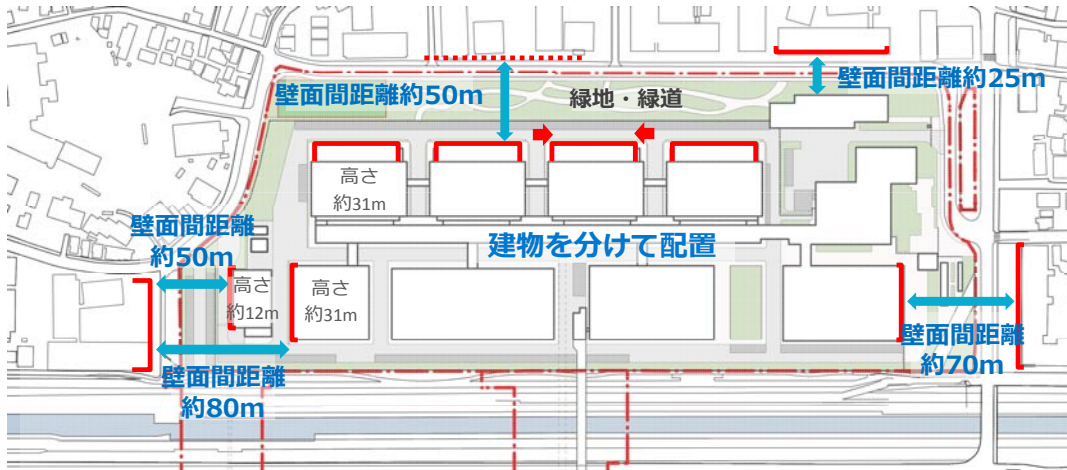 壁面間距離約50m
緑地・緑道
壁面間距離約25m
高さ
約31m
壁面間距離
約50m
建物を分けて配置
高さ
約12m
高さ
約31m
壁面間距離
約80m
壁面間距離
約70m